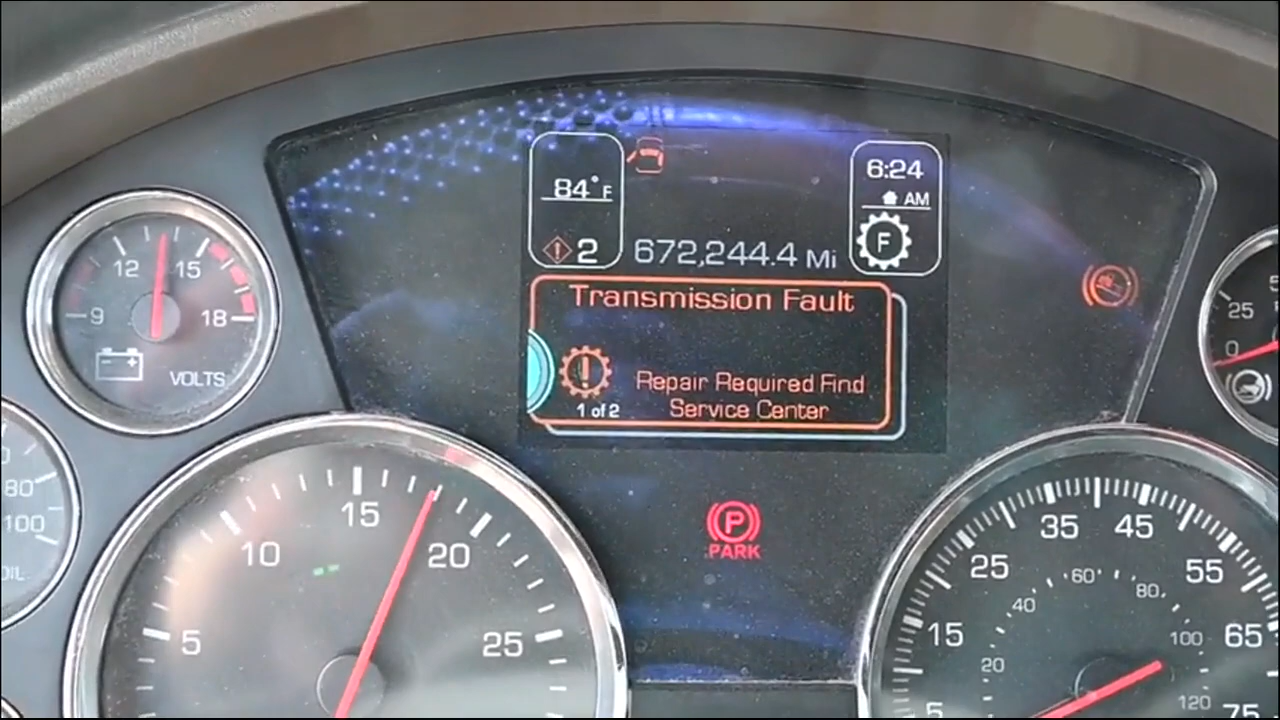 84°F
2
672,244.4 Mi
6:24
AM
F
Transmission Fault
Repair Required Find
Service Center
1 of 2
9
12
15
18
VOLTS
80
100
5
10
15
20
25
P
PARK
5
15
25
35
45
55
65
75
20
40
60
80
100
120
25
0